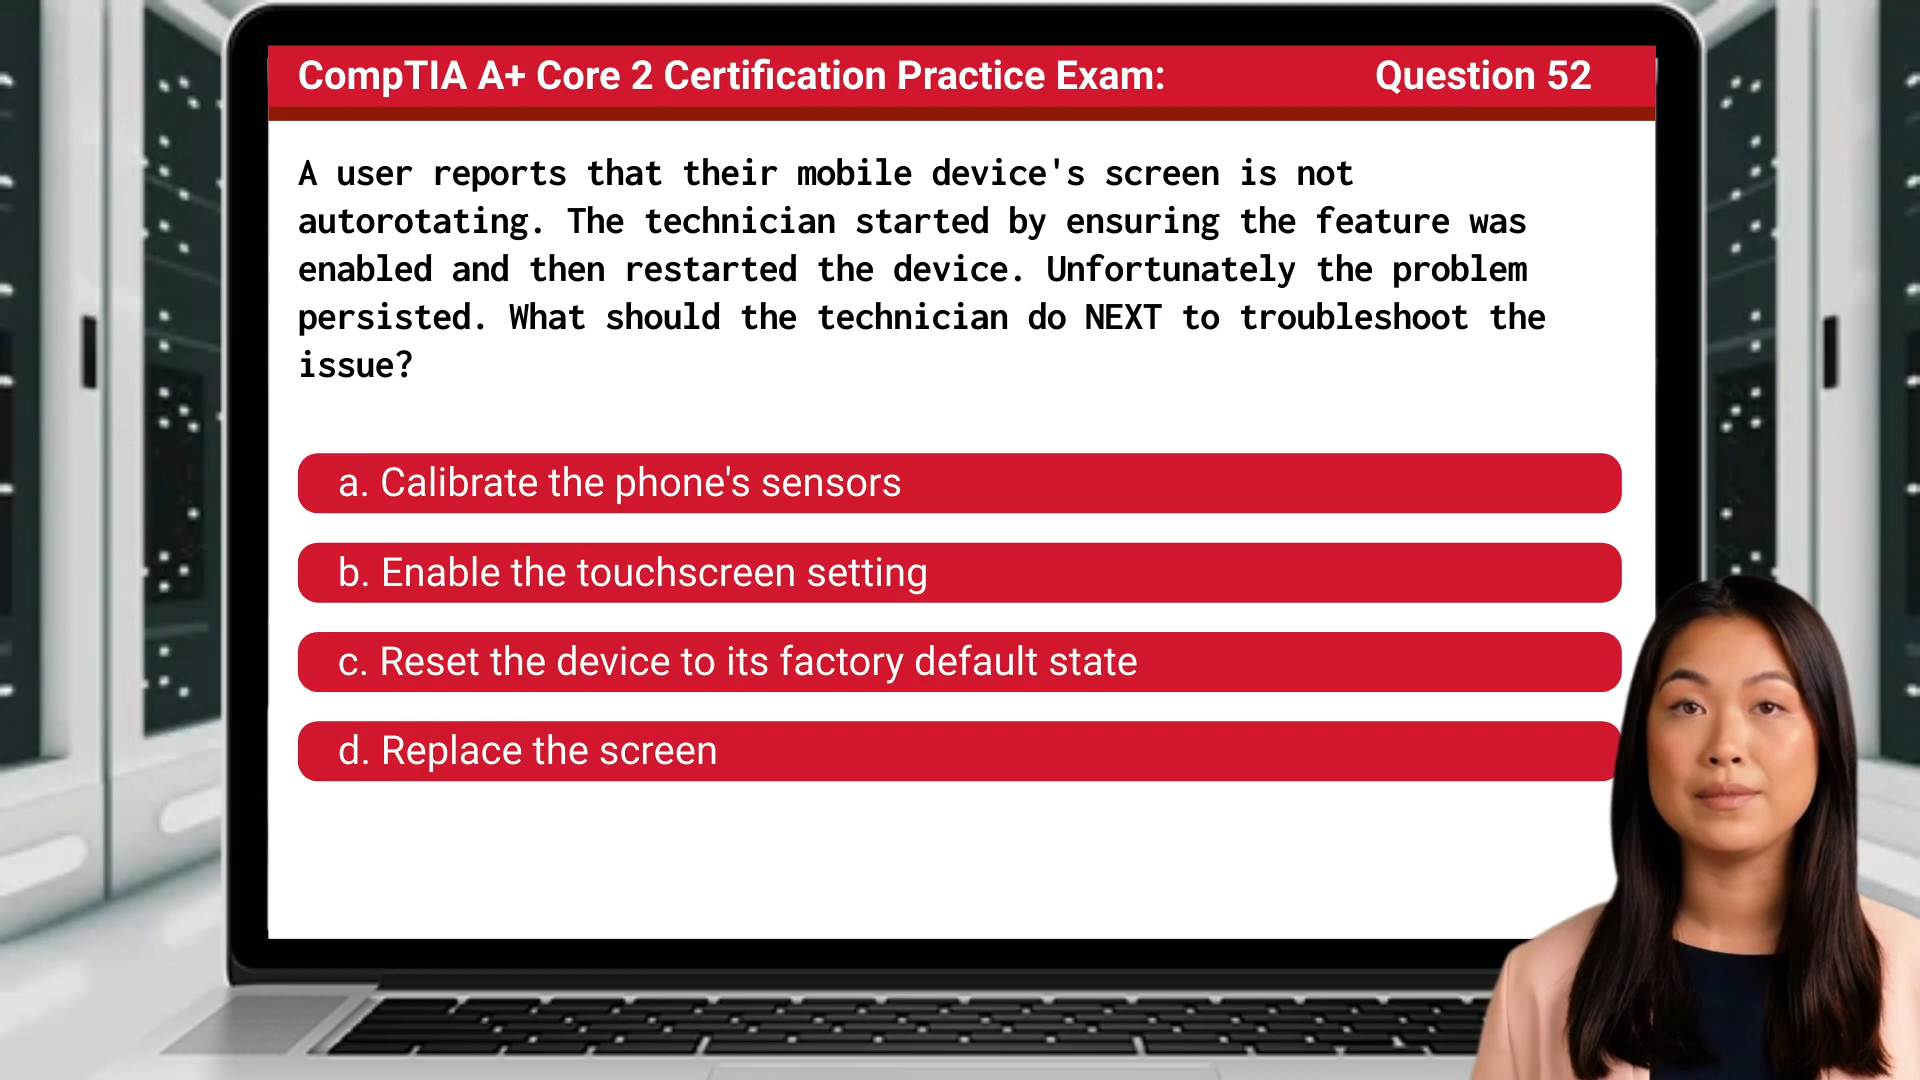 CompTIA A+ Core 2 Certification Practice Exam: Question 52
A user reports that their mobile device's screen is not
autorotating. The technician started by ensuring the feature was
enabled and then restarted the device. Unfortunately the problem
persisted. What should the technician do NEXT to troubleshoot the
issue?
a. Calibrate the phone's sensors
b. Enable the touchscreen setting
c. Reset the device to its factory default state
d. Replace the screen